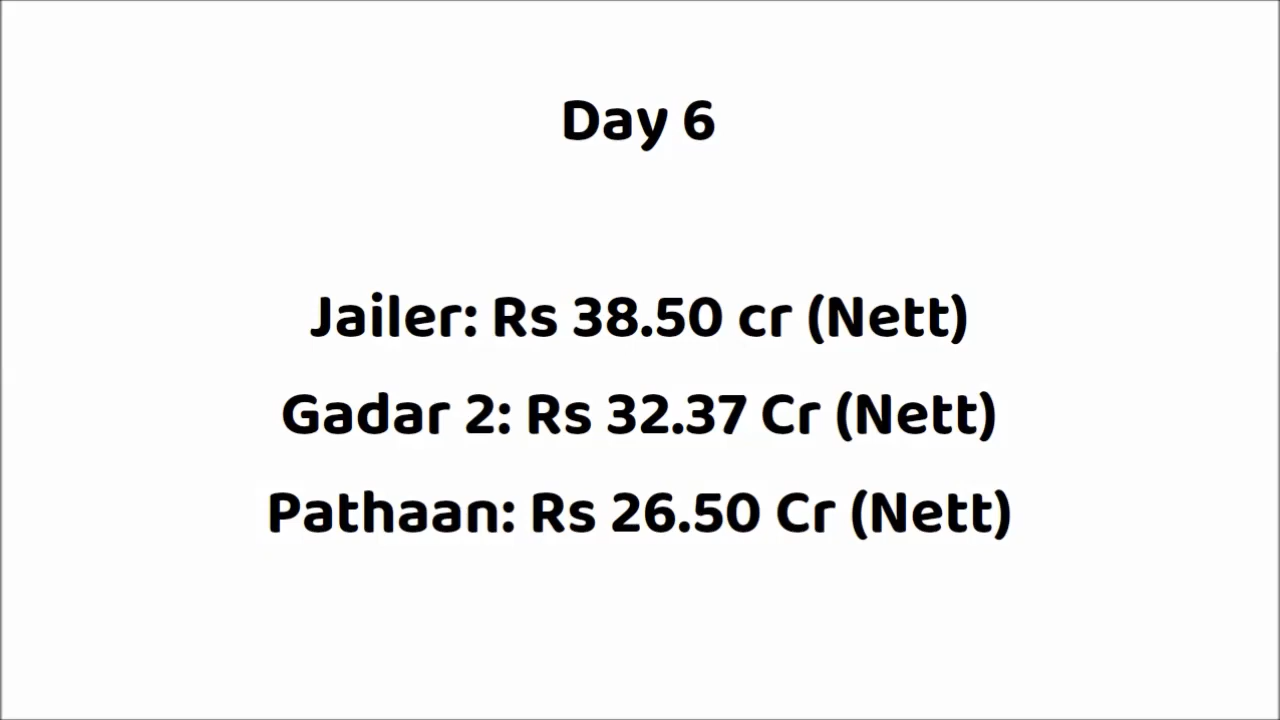 Day 6
Jailer: Rs 38.50 cr (Nett)
Gadar 2: Rs 32.37 Cr (Nett)
Pathaan: Rs 26.50 Cr (Nett)